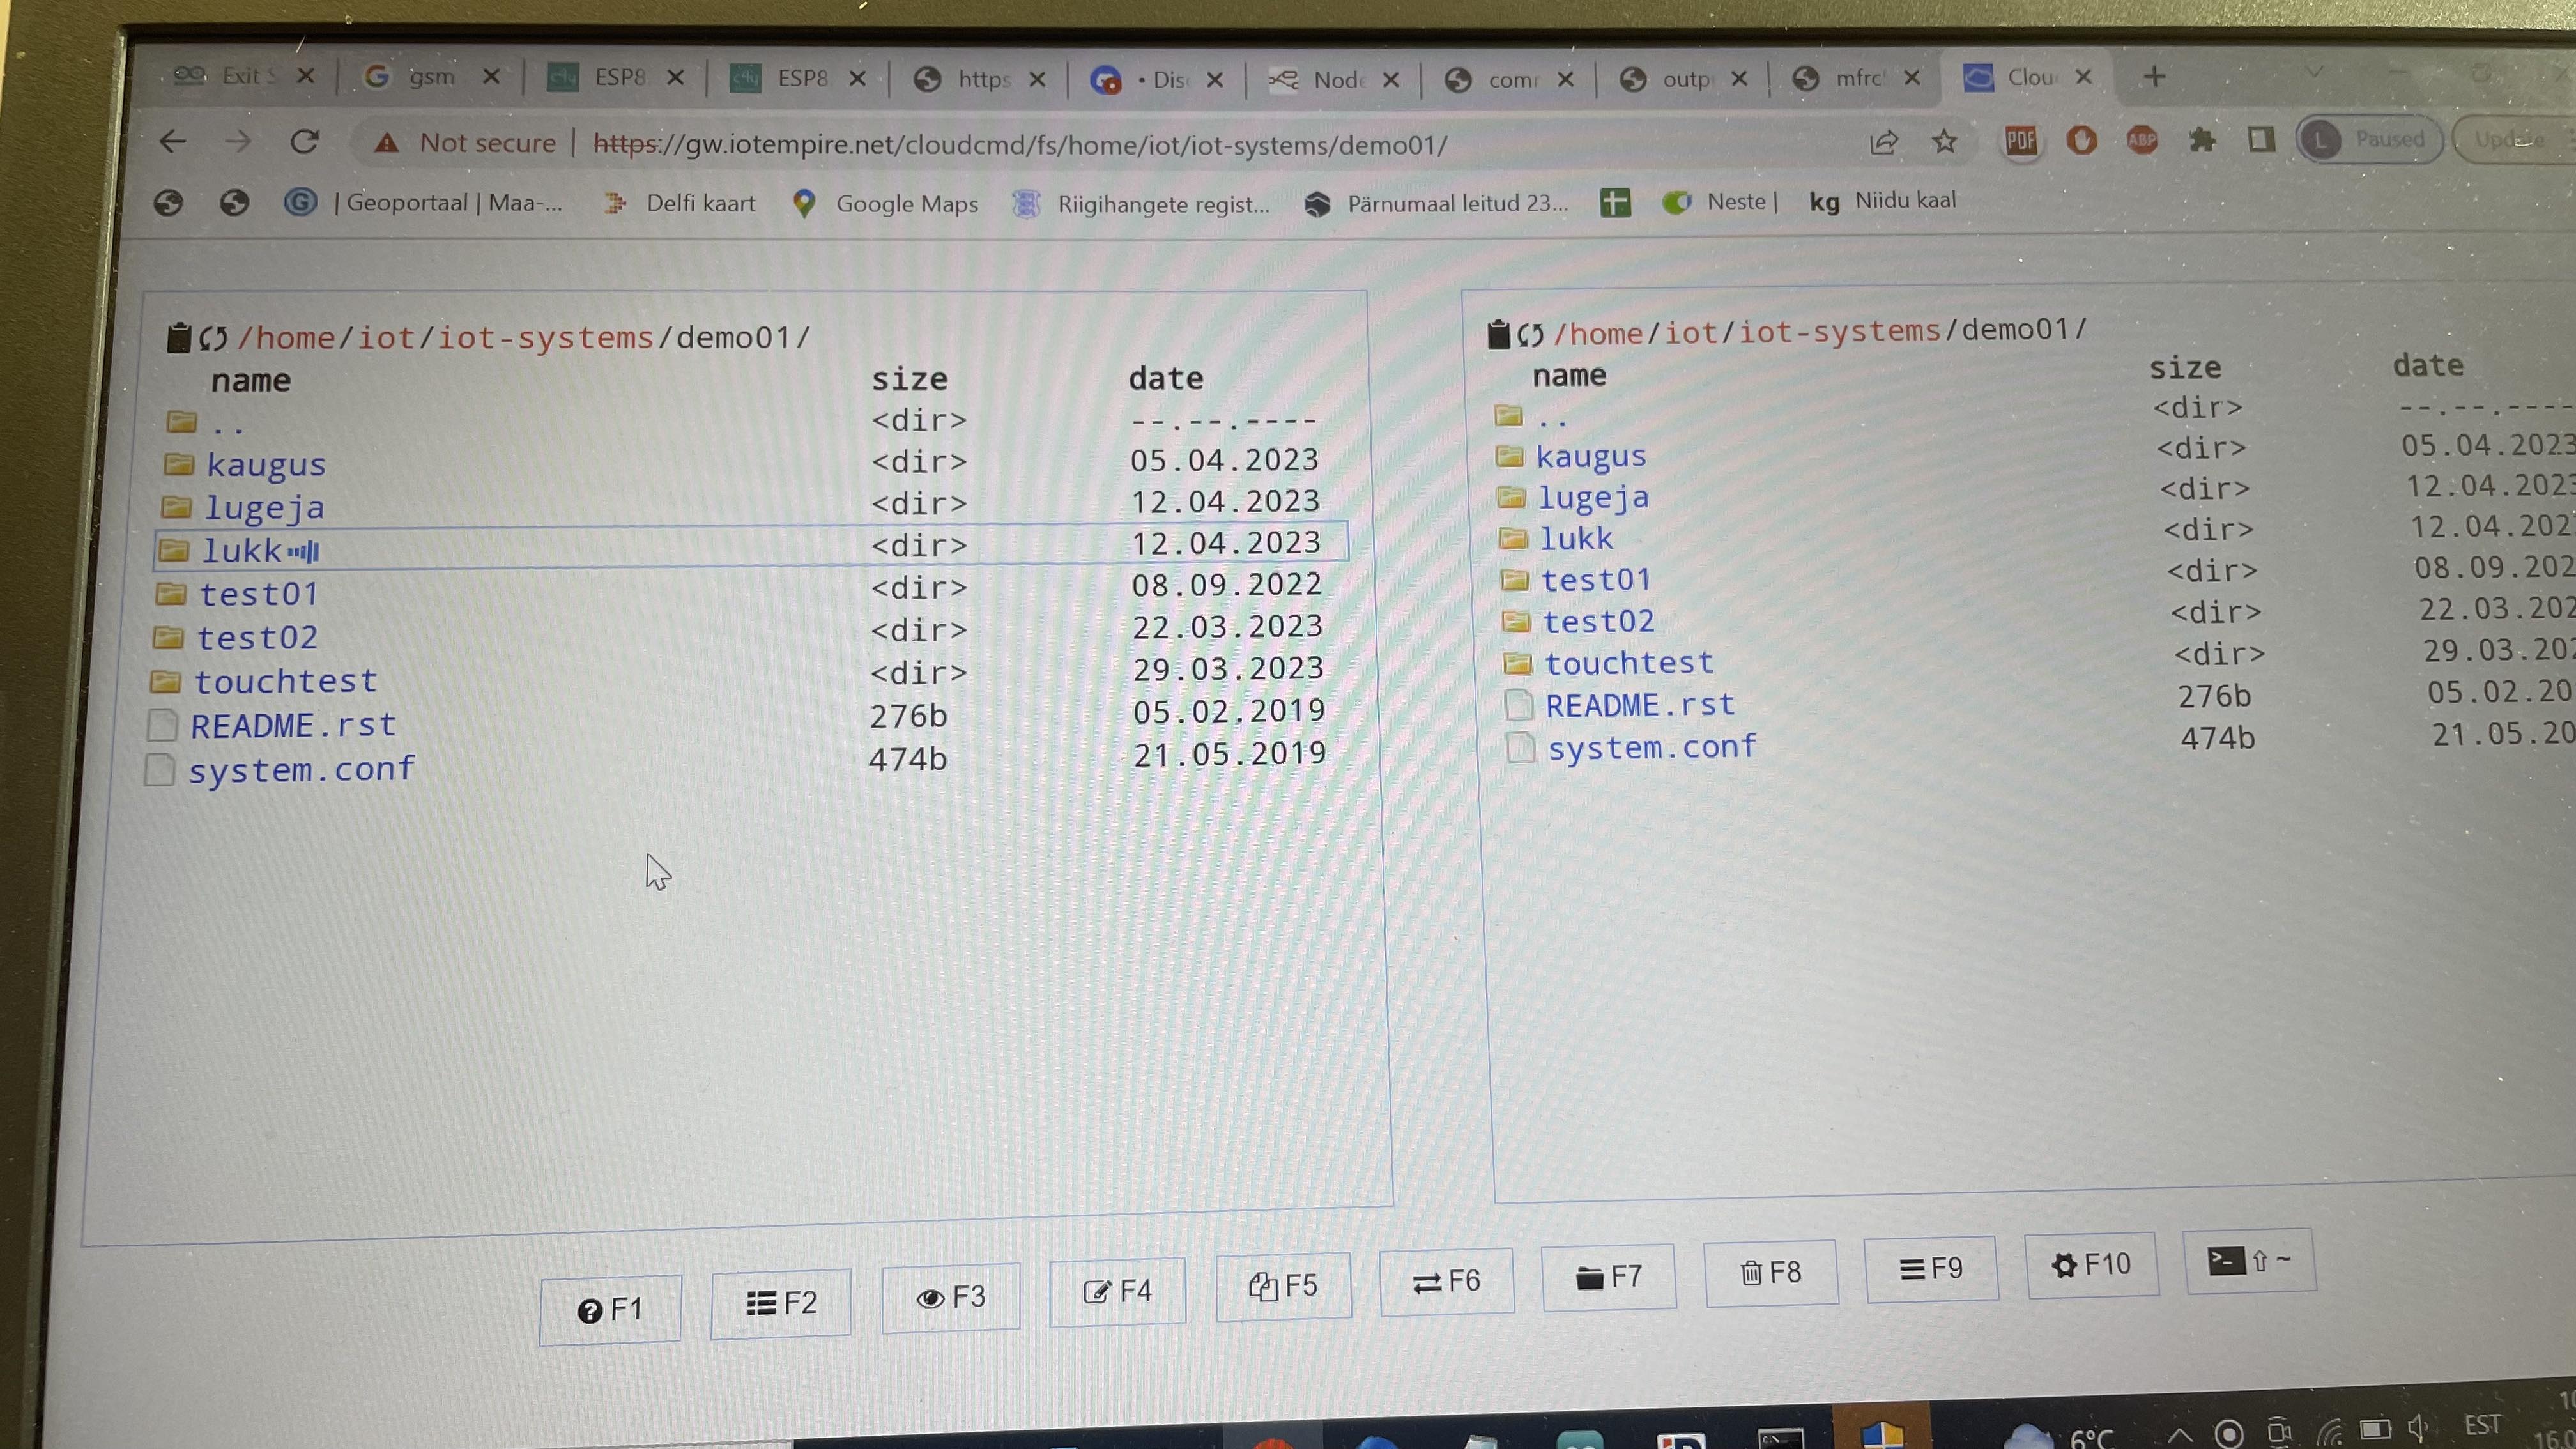 Exit S gsm ESP8 ESP8 https • Dis Node com outp mfrc Clou
Not secure | https://gw.iotempire.net/cloudcmd/fs/home/iot/iot-systems/demo01/ PDF ABP L Paused Update
G | Geoportaal | Maa-... Delfi kaart Google Maps Riigihangete regist... Pärnumaal leitud 23... Neste | kg Niidu kaal
/home/iot/iot-systems/demo01/
name size date
.. <dir> --.--.----
kaugus <dir> 05.04.2023
lugeja <dir> 12.04.2023
lukk <dir> 12.04.2023
test01 <dir> 08.09.2022
test02 <dir> 22.03.2023
touchtest <dir> 29.03.2023
README.rst 276b 05.02.2019
system.conf 474b 21.05.2019
/home/iot/iot-systems/demo01/
name size date
.. <dir> --.--.----
kaugus <dir> 05.04.2023
lugeja <dir> 12.04.202
lukk <dir> 12.04.202
test01 <dir> 08.09.202
test02 <dir> 22.03.202
touchtest <dir> 29.03.202
README.rst 276b 05.02.20
system.conf 474b 21.05.20
F1 F2 F3 F4 F5 F6 F7 F8 F9 F10 >_ ⇧ ~
6°C EST